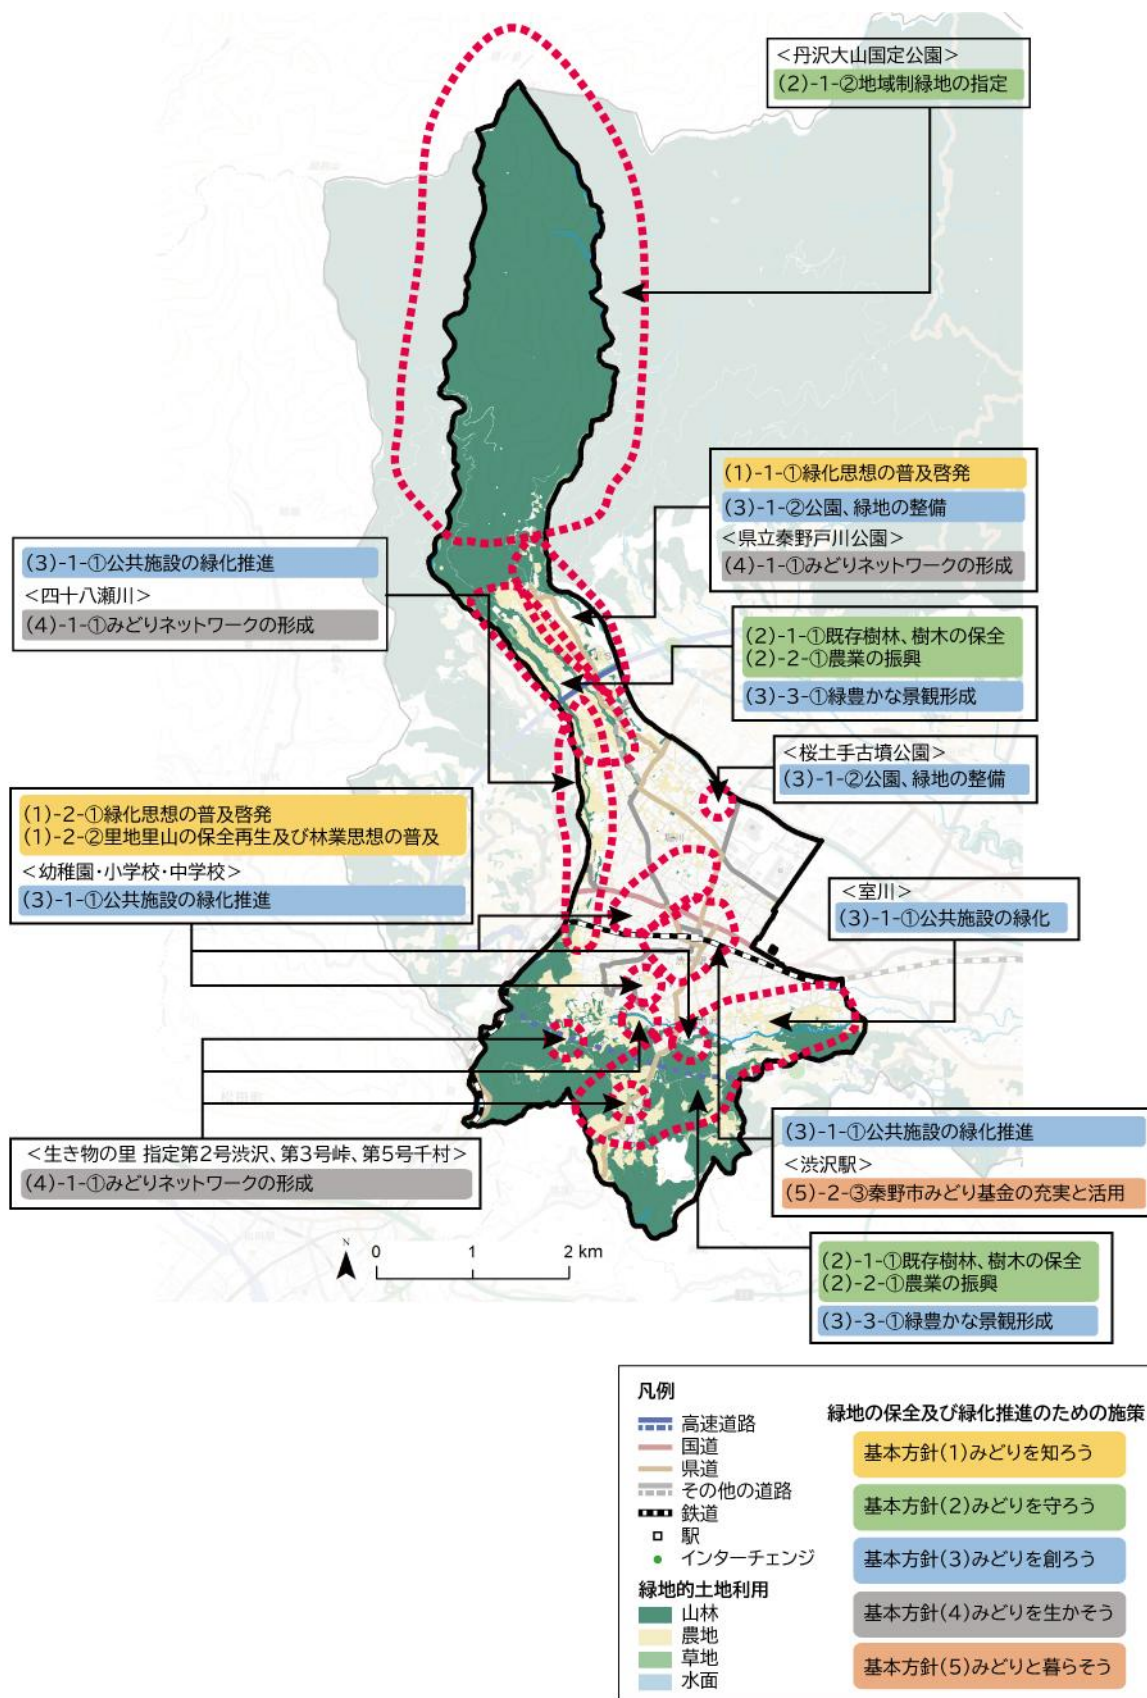 <丹沢大山国定公園>
(2)-1-②地域制緑地の指定
(1)-1-①緑化思想の普及啓発
(3)-1-②公園、緑地の整備
<県立秦野戸川公園>
(4)-1-①みどりネットワークの形成
(3)-1-①公共施設の緑化推進
<四十八瀬川>
(4)-1-①みどりネットワークの形成
(2)-1-①既存樹林、樹木の保全
(2)-2-①農業の振興
(3)-3-①緑豊かな景観形成
<桜土手古墳公園>
(3)-1-②公園、緑地の整備
(1)-2-①緑化思想の普及啓発
(1)-2-②里地里山の保全再生及び林業思想の普及
<幼稚園・小学校・中学校>
(3)-1-①公共施設の緑化推進
<室川>
(3)-1-①公共施設の緑化
<生き物の里 指定第2号渋沢、第3号峠、第5号千村>
(4)-1-①みどりネットワークの形成
(3)-1-①公共施設の緑化推進
<渋沢駅>
(5)-2-③秦野市みどり基金の充実と活用
(2)-1-①既存樹林、樹木の保全
(2)-2-①農業の振興
(3)-3-①緑豊かな景観形成
N
0 1 2 km
凡例
高速道路
国道
県道
その他の道路
鉄道
駅
インターチェンジ
緑地的土地利用
山林
農地
草地
水面
緑地の保全及び緑化推進のための施策
基本方針(1)みどりを知ろう
基本方針(2)みどりを守ろう
基本方針(3)みどりを創ろう
基本方針(4)みどりを生かそう
基本方針(5)みどりと暮らそう